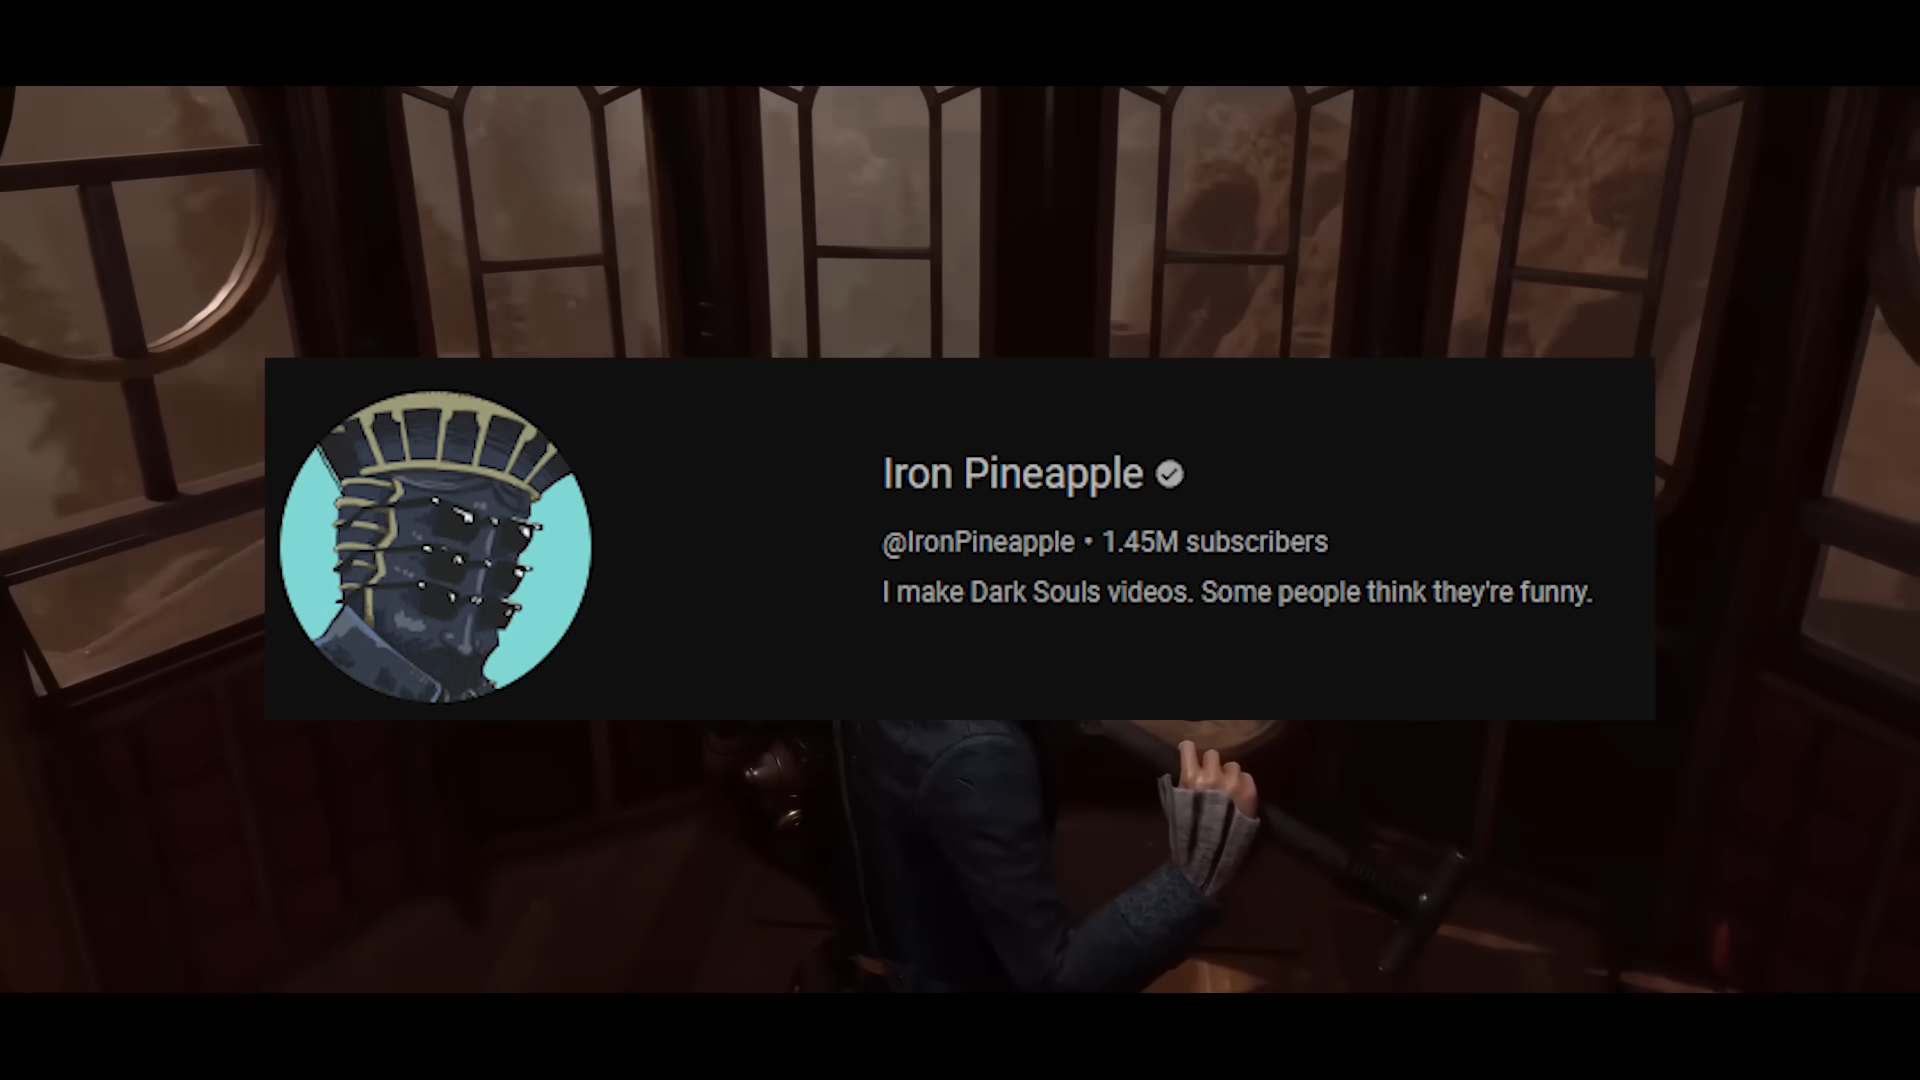 Iron Pineapple
@IronPineapple • 1.45M subscribers
I make Dark Souls videos. Some people think they're funny.